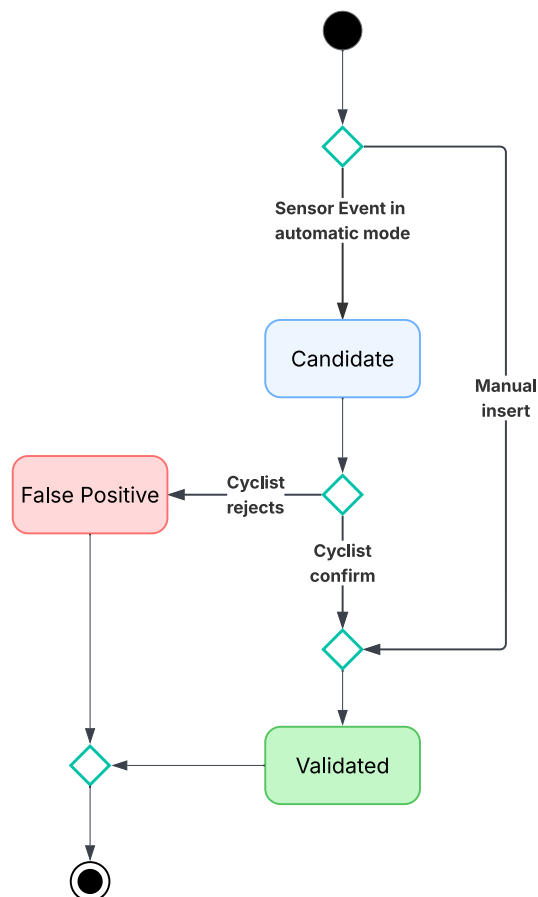 Sensor Event in
automatic mode
Candidate
Manual
insert
False Positive
Cyclist
rejects
Cyclist
confirm
Validated